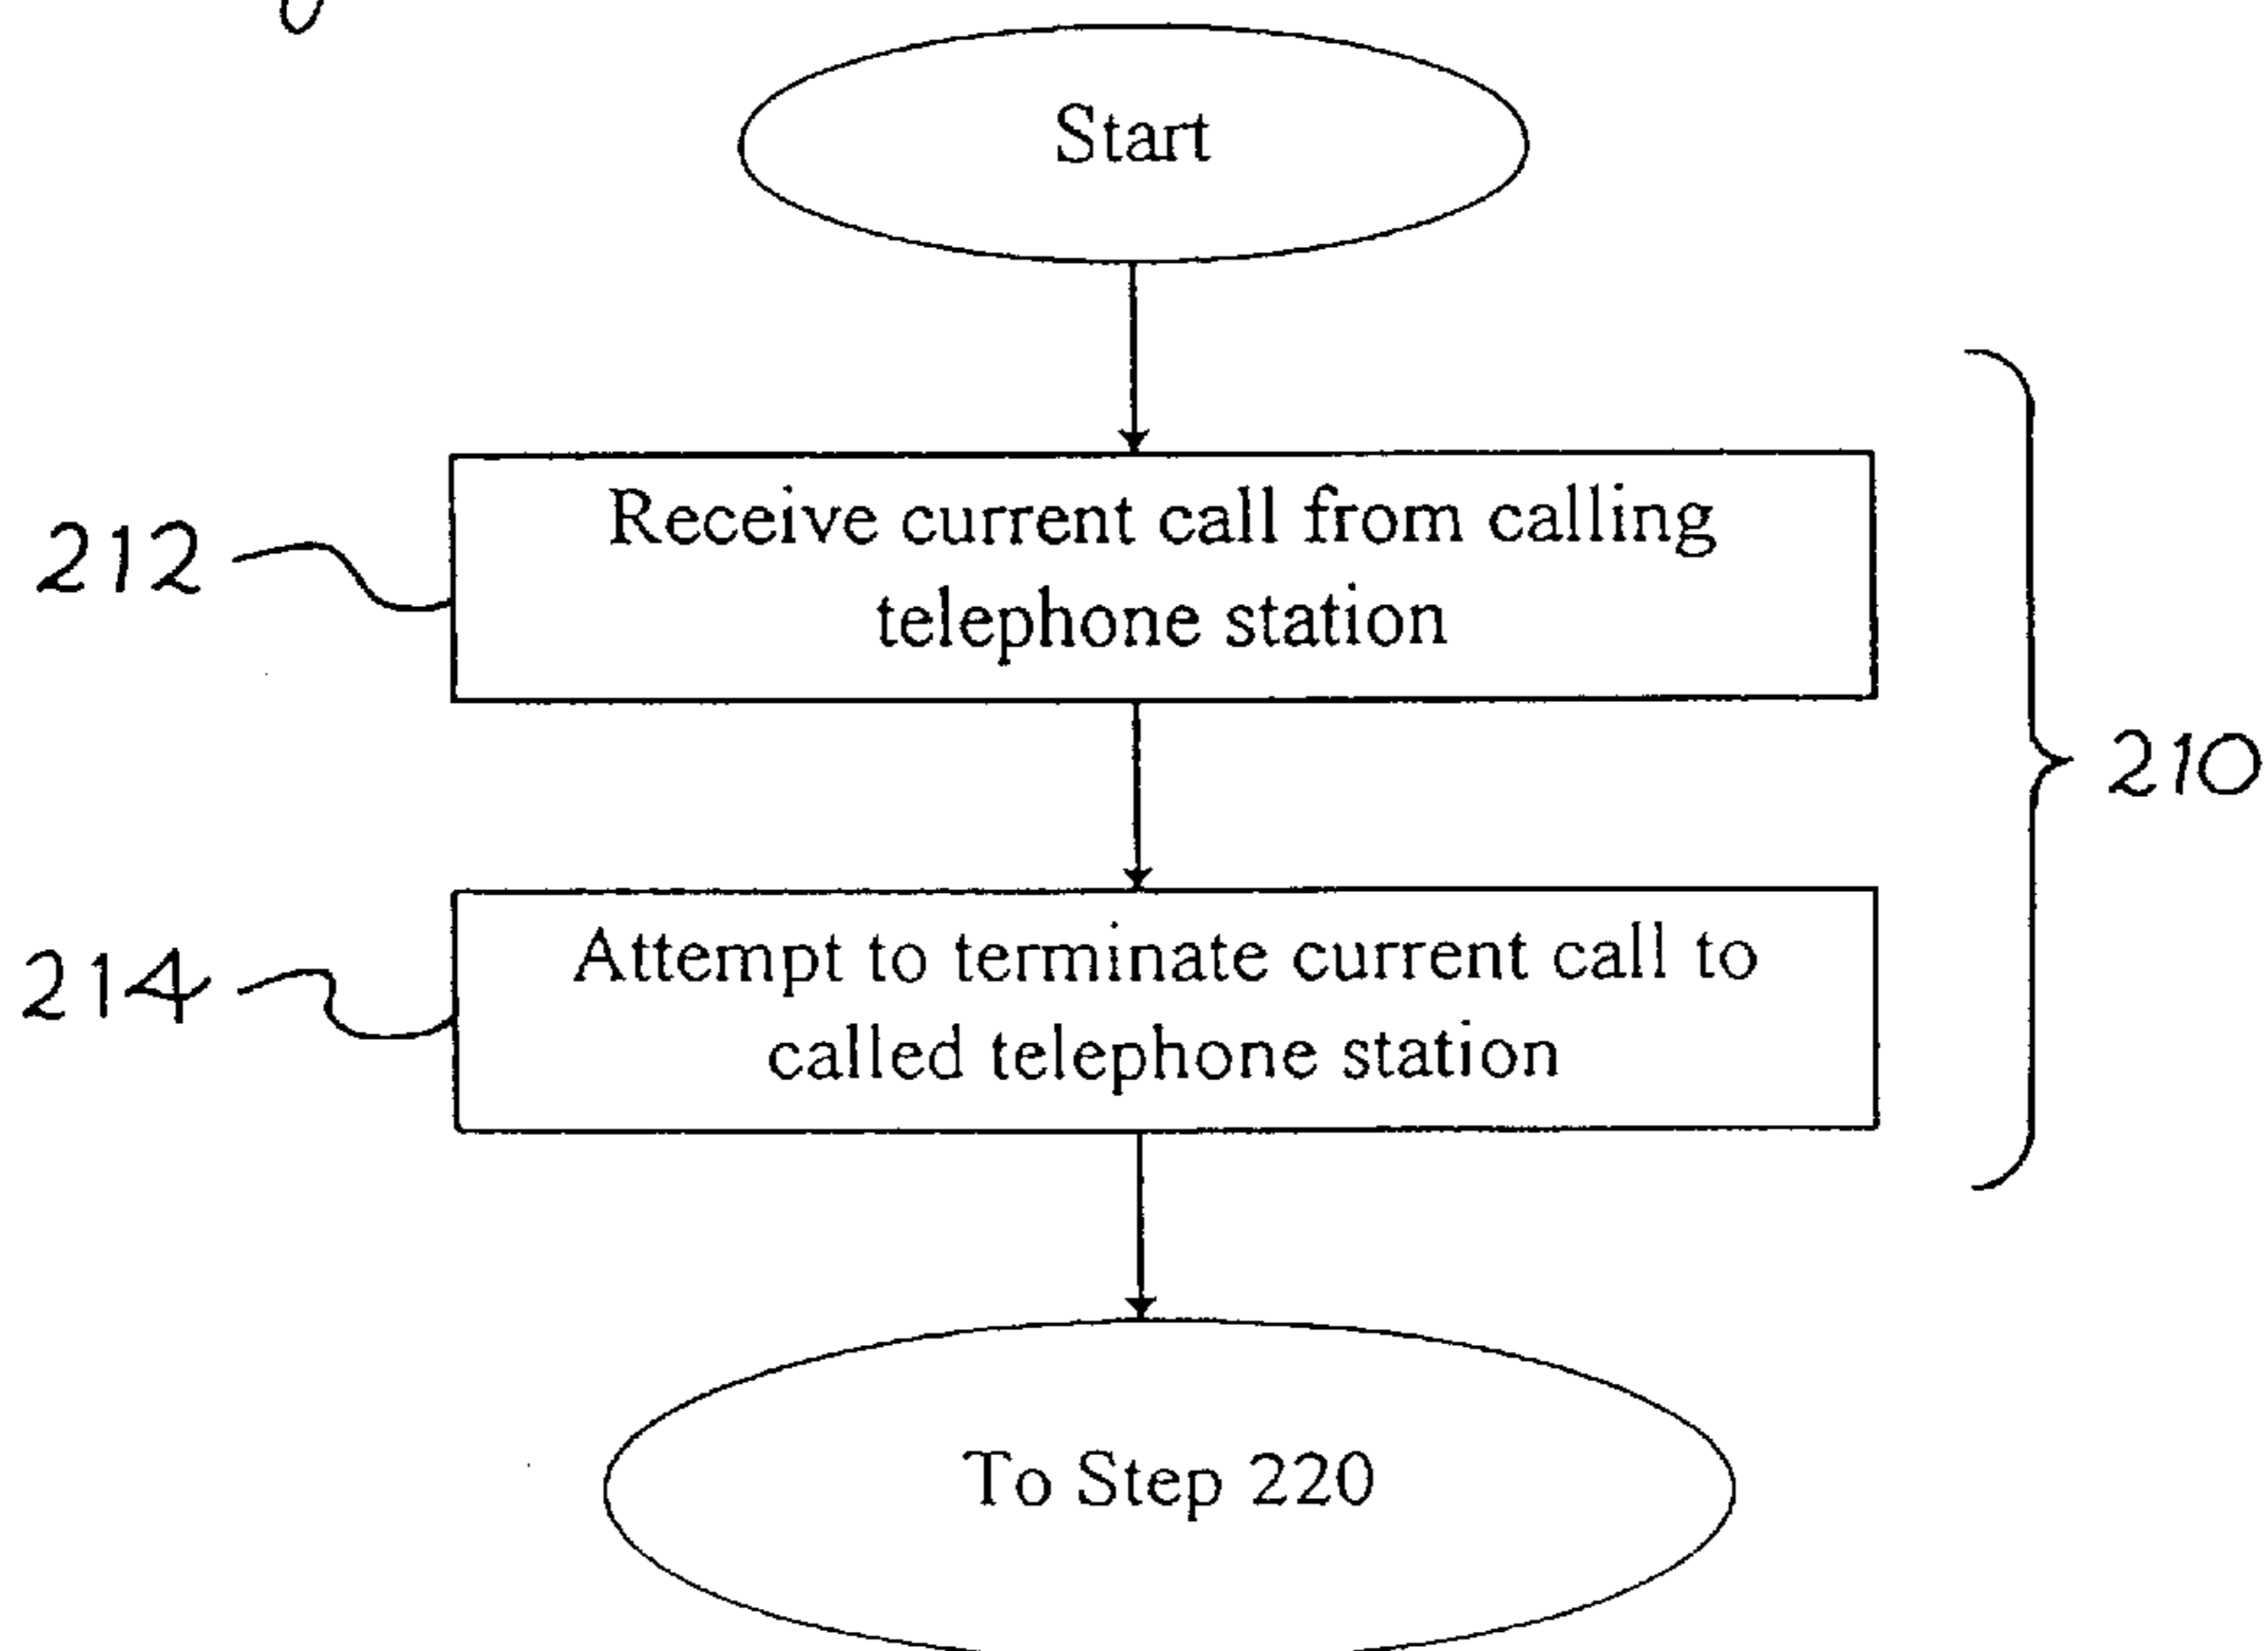 Start
212
Receive current call from calling
telephone station
210
214
Attempt to terminate current call to
called telephone station
To Step 220